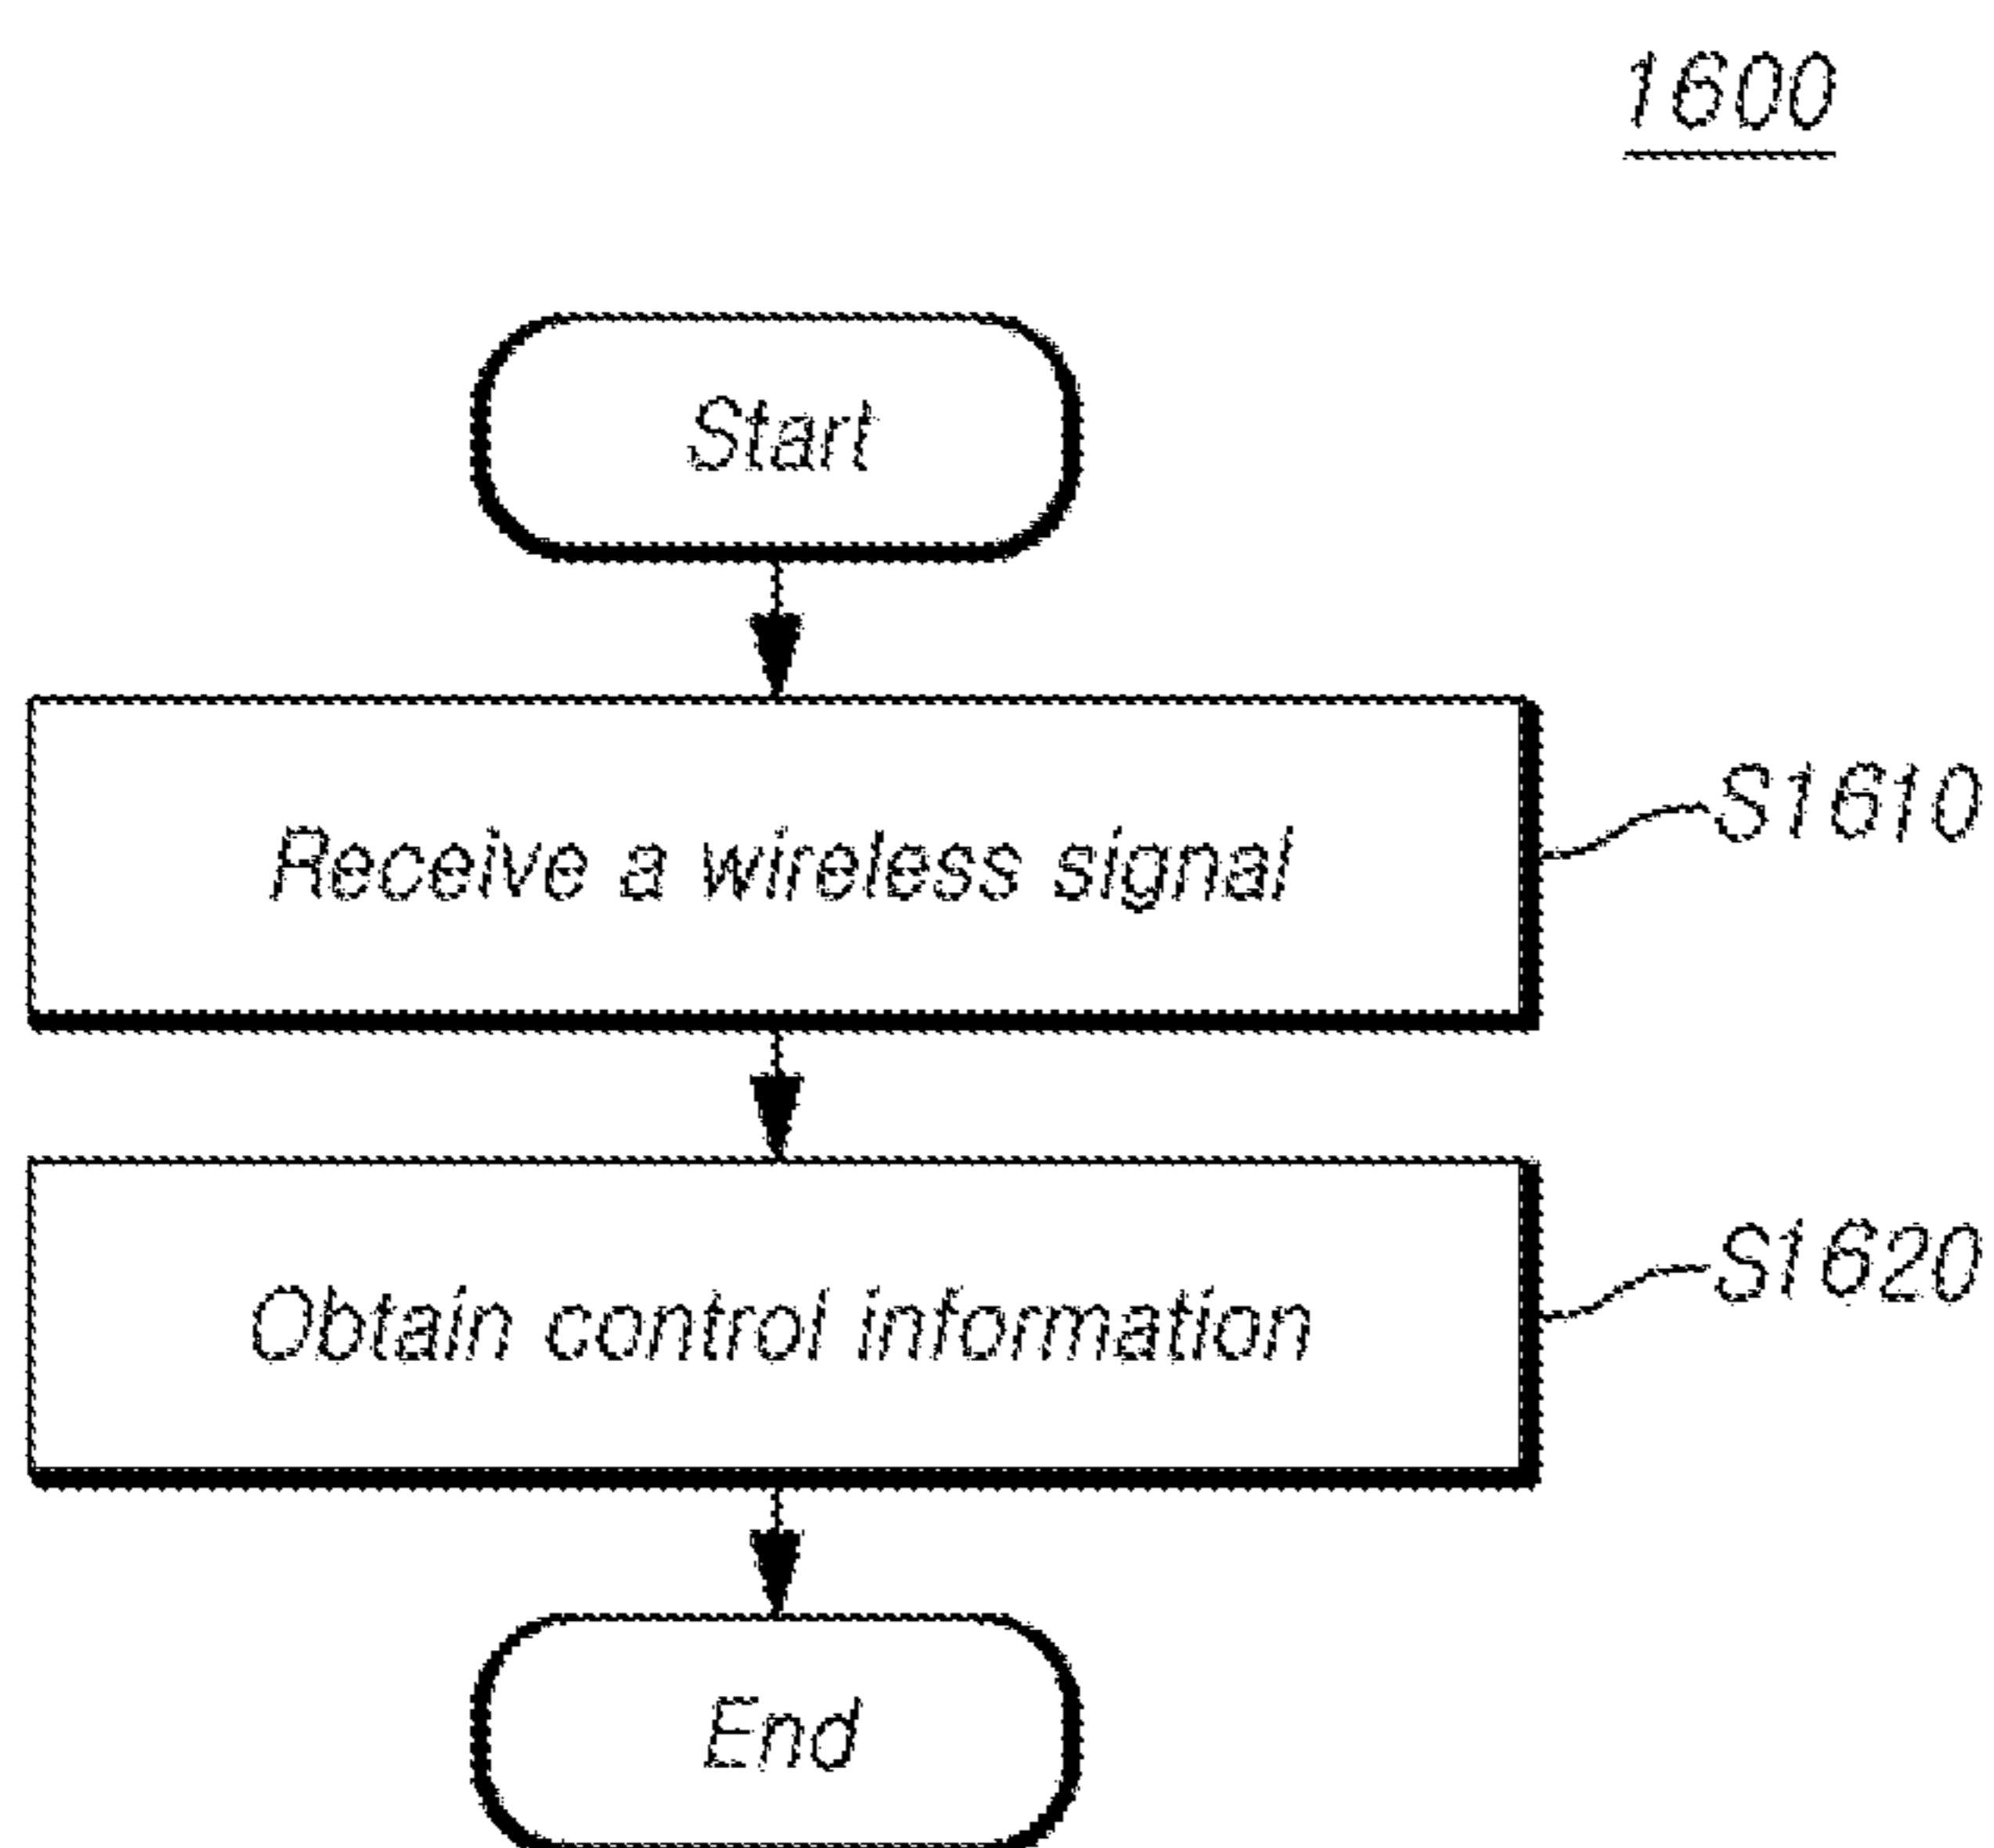 1600
Start
Receive a wireless signal
S1610
Obtain control information
S1620
End